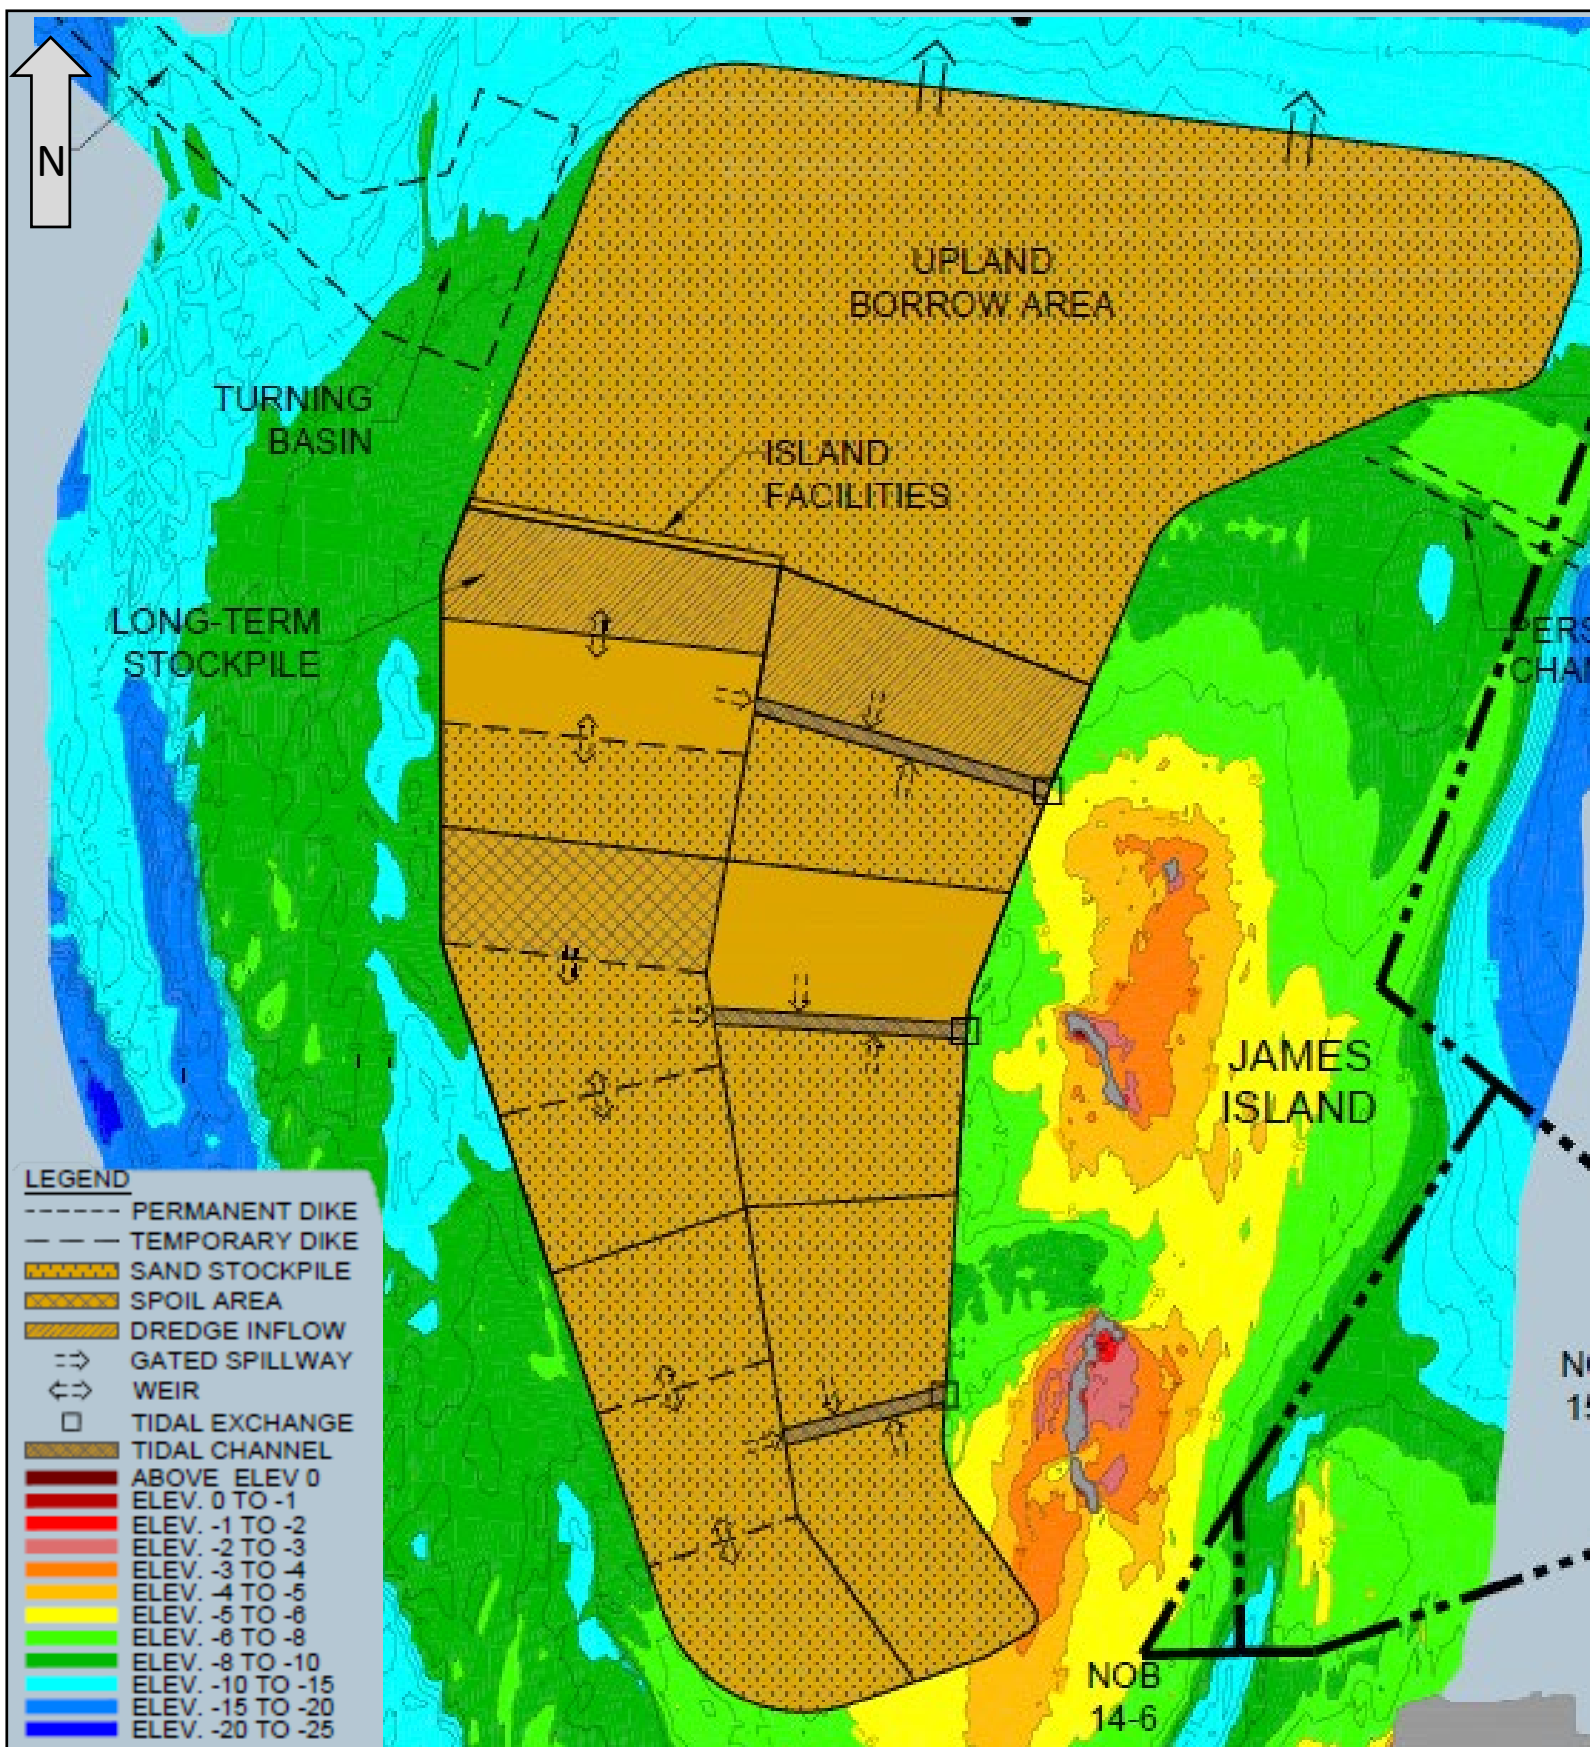 N
UPLAND
BORROW AREA
TURNING
BASIN
ISLAND
FACILITIES
LONG-TERM
STOCKPILE
PERS
CHAN
JAMES
ISLAND
NOB
14-6
LEGEND
PERMANENT DIKE
TEMPORARY DIKE
SAND STOCKPILE
SPOIL AREA
DREDGE INFLOW
GATED SPILLWAY
WEIR
TIDAL EXCHANGE
TIDAL CHANNEL
ABOVE ELEV 0
ELEV. 0 TO -1
ELEV. -1 TO -2
ELEV. -2 TO -3
ELEV. -3 TO -4
ELEV. -4 TO -5
ELEV. -5 TO -6
ELEV. -6 TO -8
ELEV. -8 TO -10
ELEV. -10 TO -15
ELEV. -15 TO -20
ELEV. -20 TO -25